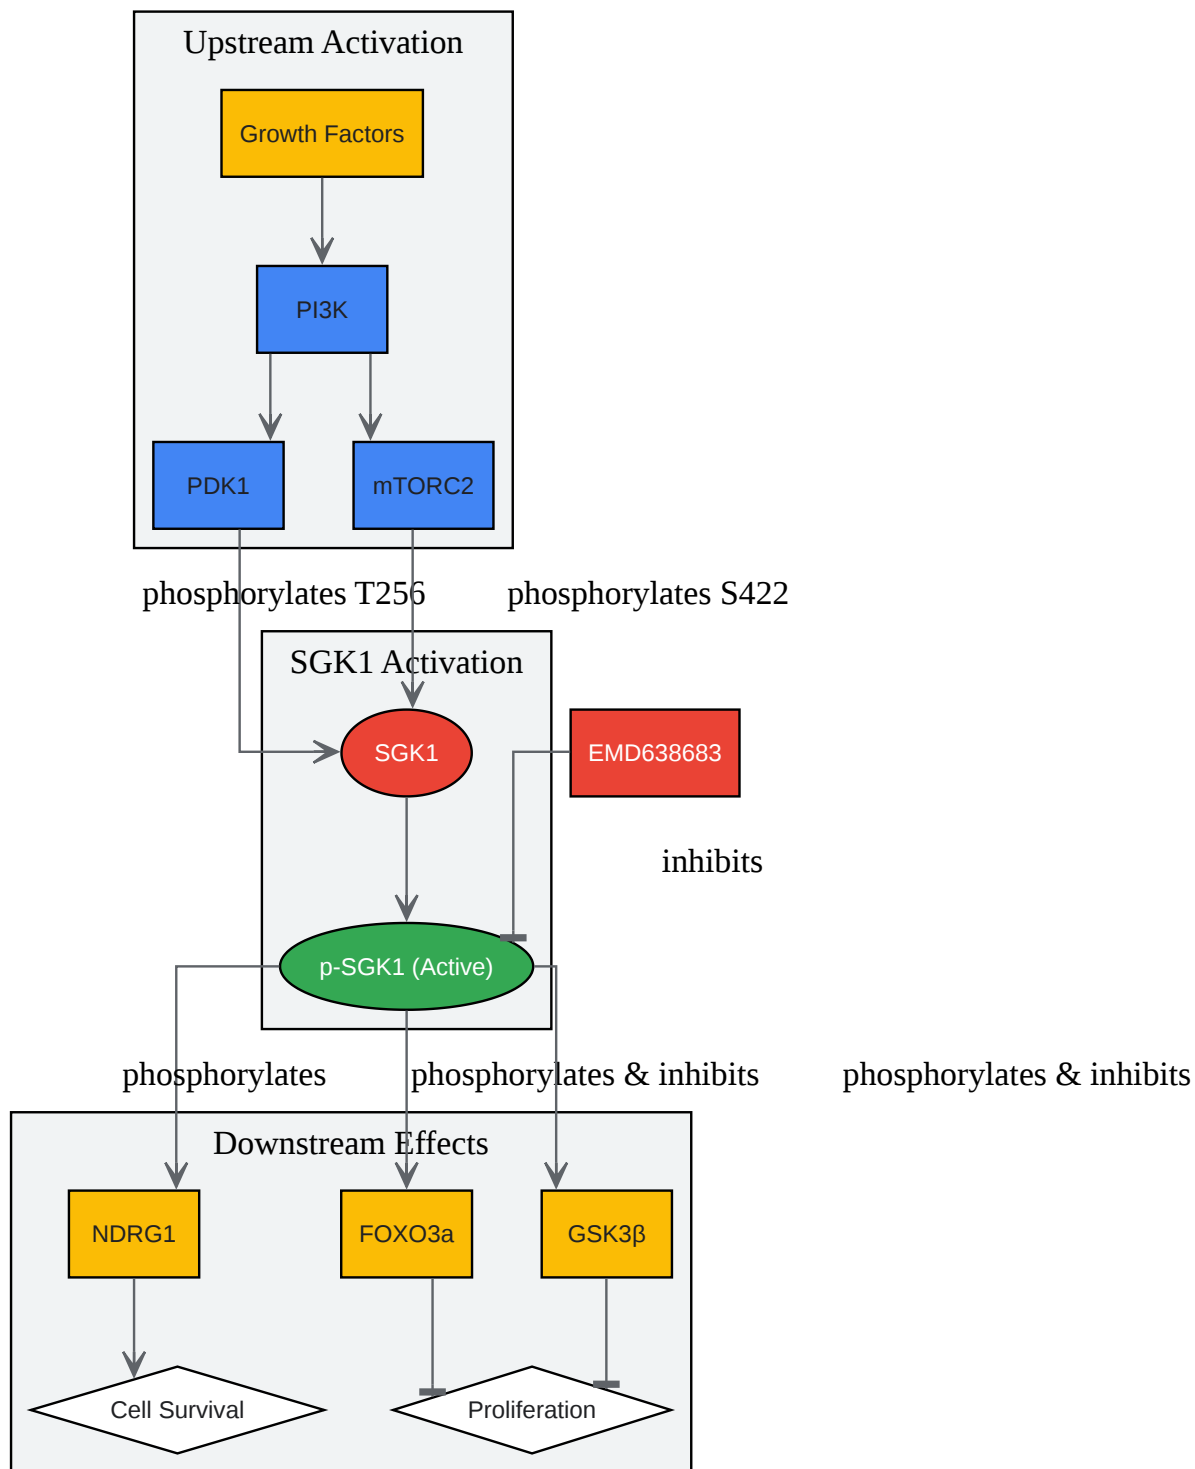 Upstream Activation
Growth Factors
PI3K
PDK1
mTORC2
phosphorylates T256
phosphorylates S422
SGK1 Activation
SGK1
EMD638683
inhibits
p-SGK1 (Active)
phosphorylates
phosphorylates & inhibits
phosphorylates & inhibits
Downstream Effects
NDRG1
FOXO3a
GSK3β
Cell Survival
Proliferation